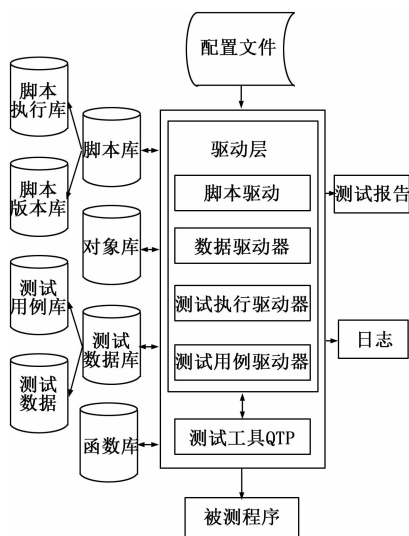 配置文件
脚本
执行库
脚本库
脚本
版本库
对象库
测试
用例库
测试
数据库
测试
数据
函数库
驱动层
脚本驱动
数据驱动器
测试执行驱动器
测试用例驱动器
测试工具QTP
测试报告
日志
被测程序